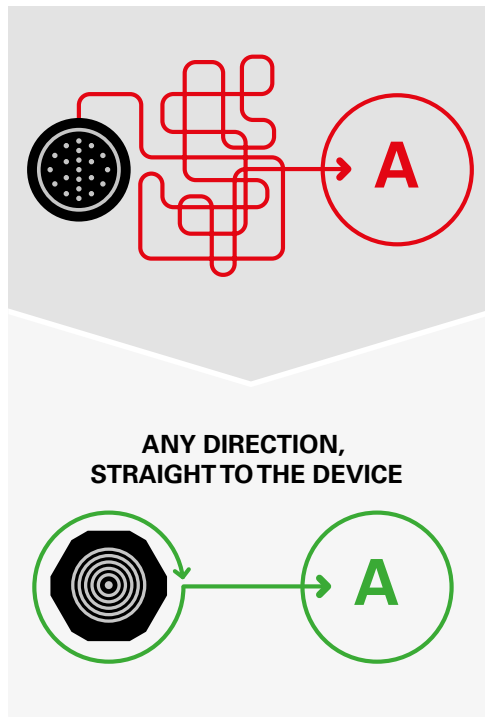 A
ANY DIRECTION,
STRAIGHT TO THE DEVICE
A